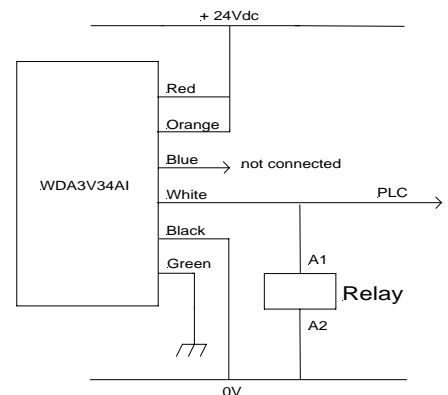 + 24Vdc
Red
Orange
Blue
not connected
WDA3V34AI
White
PLC
Black
Green
A1
Relay
A2
0V